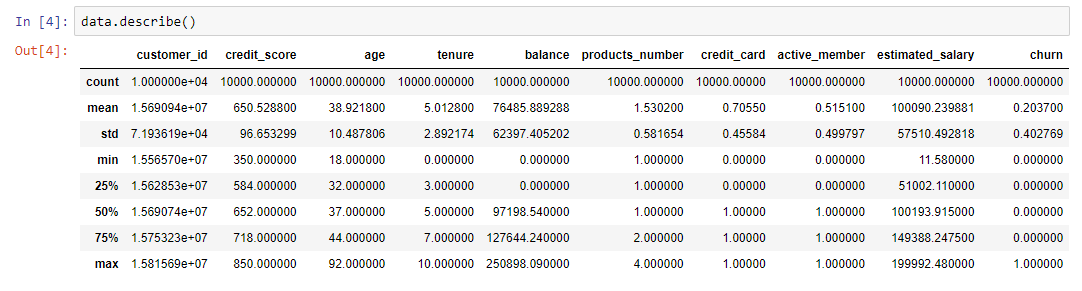 In [4]: data.describe()
Out[4]:
customer_id credit_score age tenure balance products_number credit_card active_member estimated_salary churn
count 1.000000e+04 10000.000000 10000.000000 10000.000000 10000.000000 10000.000000 10000.00000 10000.000000 10000.000000 10000.000000
mean 1.569094e+07 650.528800 38.921800 5.012800 76485.889288 1.530200 0.70550 0.515100 100090.239881 0.203700
std 7.193619e+04 96.653299 10.487806 2.892174 62397.405202 0.581654 0.45584 0.499797 57510.492818 0.402769
min 1.556570e+07 350.000000 18.000000 0.000000 0.000000 1.000000 0.00000 0.000000 11.580000 0.000000
25% 1.562853e+07 584.000000 32.000000 3.000000 0.000000 1.000000 0.00000 0.000000 51002.110000 0.000000
50% 1.569074e+07 652.000000 37.000000 5.000000 97198.540000 1.000000 1.00000 1.000000 100193.915000 0.000000
75% 1.575323e+07 718.000000 44.000000 7.000000 127644.240000 2.000000 1.00000 1.000000 149388.247500 0.000000
max 1.581569e+07 850.000000 92.000000 10.000000 250898.090000 4.000000 1.00000 1.000000 199992.480000 1.000000